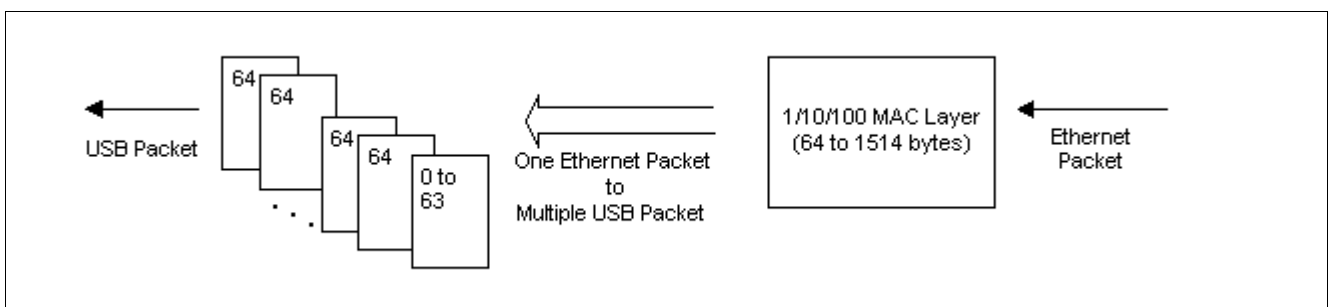 64
64
64
64
0 to
63
USB Packet
One Ethernet Packet
to
Multiple USB Packet
1/10/100 MAC Layer
(64 to 1514 bytes)
Ethernet
Packet